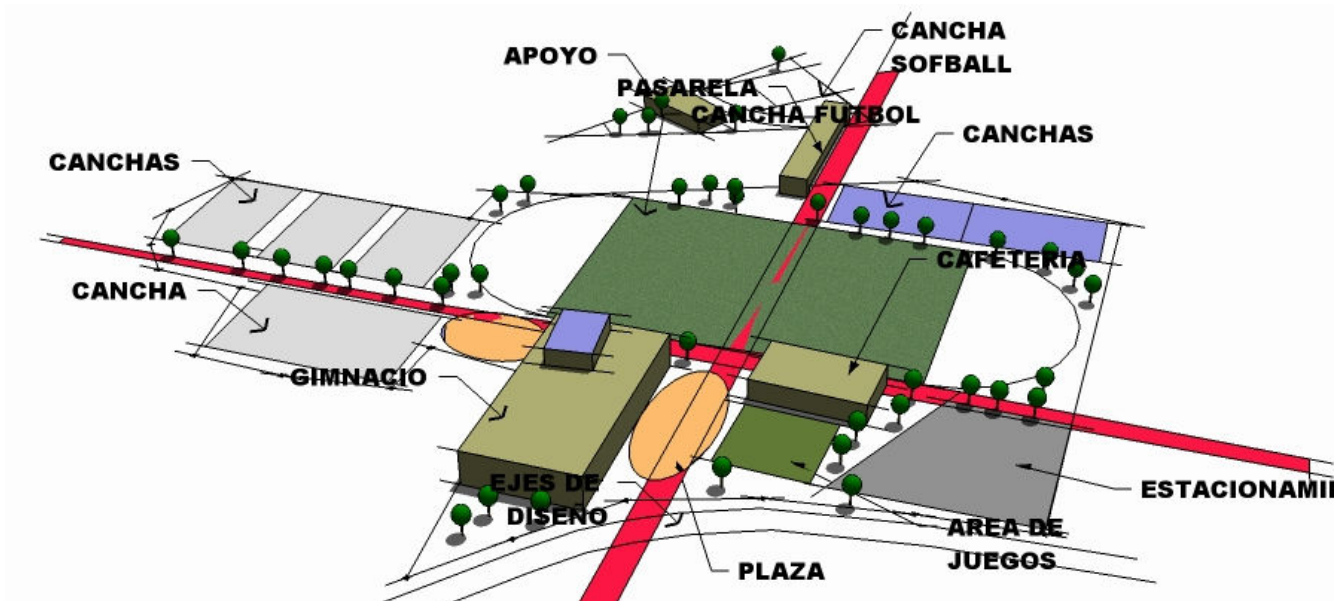 CANCHA
SOFBALL
APOYO
PASARELA
CANCHA FUTBOL
CANCHAS
CANCHAS
CAFETERIA
CANCHA
GIMNACIO
EJES DE
DISEÑO
ESTACIONAMI
AREA DE
JUEGOS
PLAZA